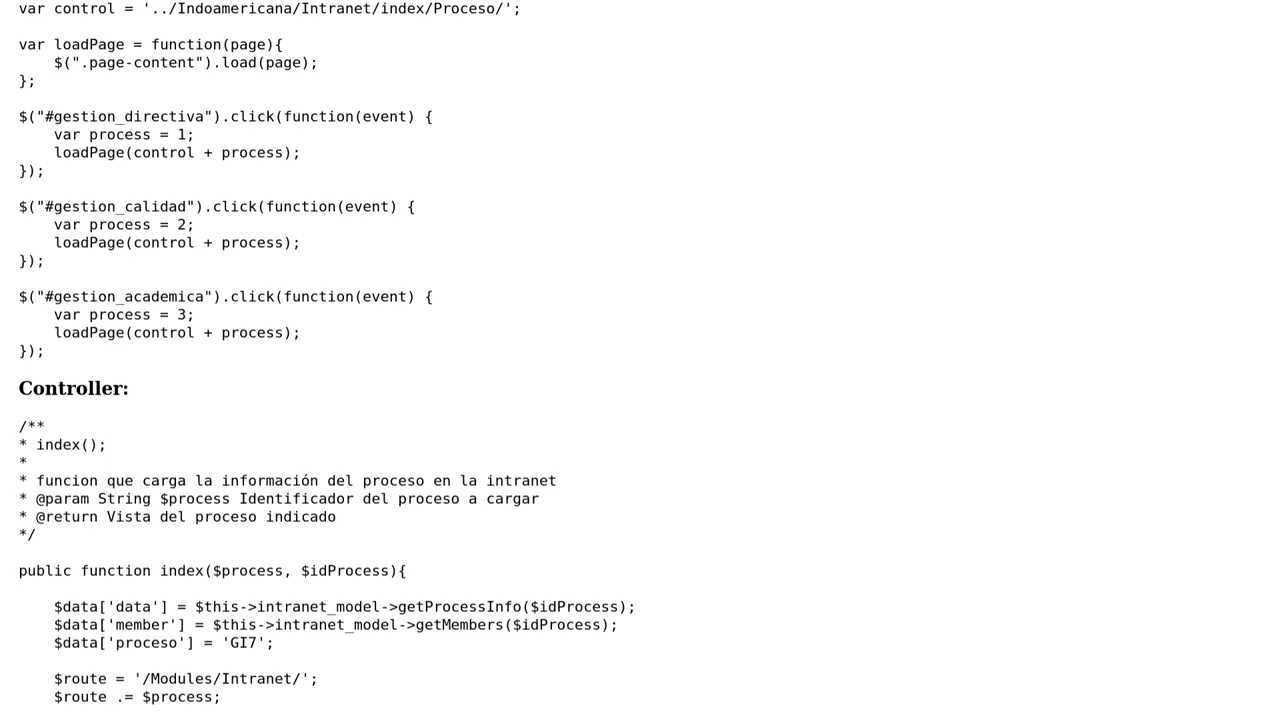 var control = '../Indoamericana/Intranet/index/Proceso/';
var loadPage = function(page){
    $(".page-content").load(page);
};
$("#gestion_directiva").click(function(event) {
    var process = 1;
    loadPage(control + process);
});
$("#gestion_calidad").click(function(event) {
    var process = 2;
    loadPage(control + process);
});
$("#gestion_academica").click(function(event) {
    var process = 3;
    loadPage(control + process);
});
Controller:
/**
* index();
*
* funcion que carga la información del proceso en la intranet
* @param String $process Identificador del proceso a cargar
* @return Vista del proceso indicado
*/
public function index($process, $idProcess){
    $data['data'] = $this->intranet_model->getProcessInfo($idProcess);
    $data['member'] = $this->intranet_model->getMembers($idProcess);
    $data['proceso'] = 'GI7';
    $route = '/Modules/Intranet/';
    $route .= $process;